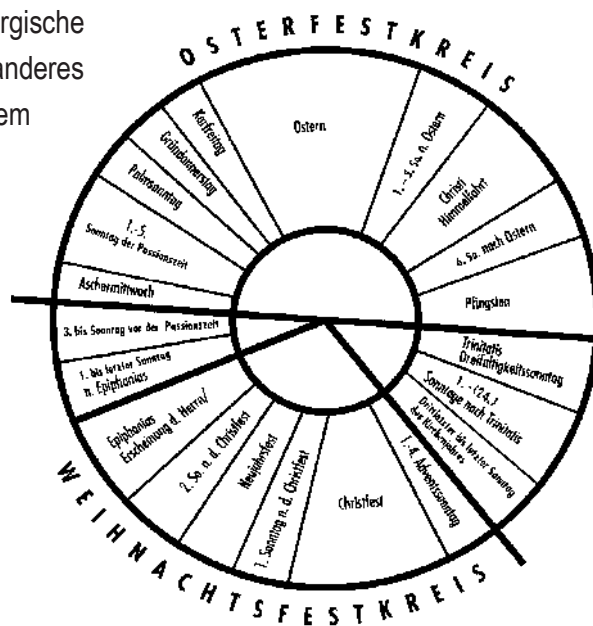 rgische
anderes
em
OSTERFESTKREIS
Ostern
1. - 5. So. n. Ostern
Christi
Himmelfahrt
6. So. nach Ostern
Pfingsten
Trinitatis
Dreifaltigkeitssonntag
1. - (24.)
Sonntage nach Trinitatis
Drittletzter bis letzter Sonntag
des Kirchenjahres
1.-4. Adventssonntag
Christfest
1. Sonntag n. d. Christfest
Neujahrsfest
2. So. n. d. Christfest
Epiphanias
Erscheinung d. Herrn/
1. bis letzter Sonntag
n. Epiphanias
3. bis Sonntag vor der Passionszeit
Aschermittwoch
1.- 5.
Sonntag der Passionszeit
Palmsonntag
Gründonnerstag
Karfreitag
WEIHNACHTSFESTKREIS